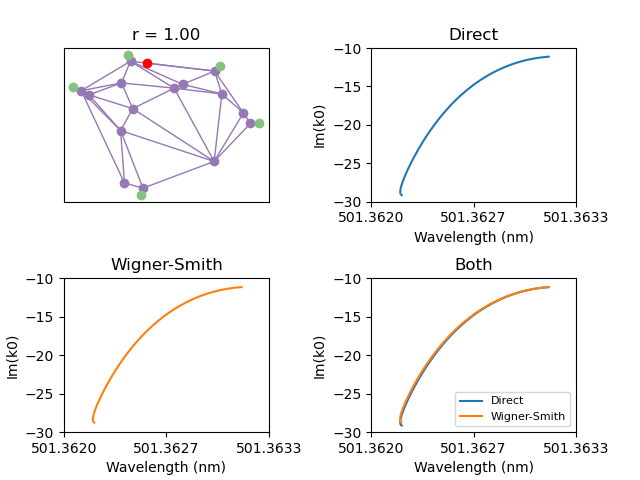 r = 1.00
Direct
−10
−15
−20
−25
−30
Im(k0)
501.3620 501.3627 501.3633
Wavelength (nm)
Wigner-Smith
−10
−15
−20
−25
−30
Im(k0)
501.3620 501.3627 501.3633
Wavelength (nm)
Both
−10
−15
−20
−25
−30
Im(k0)
Direct
Wigner-Smith
501.3620 501.3627 501.3633
Wavelength (nm)